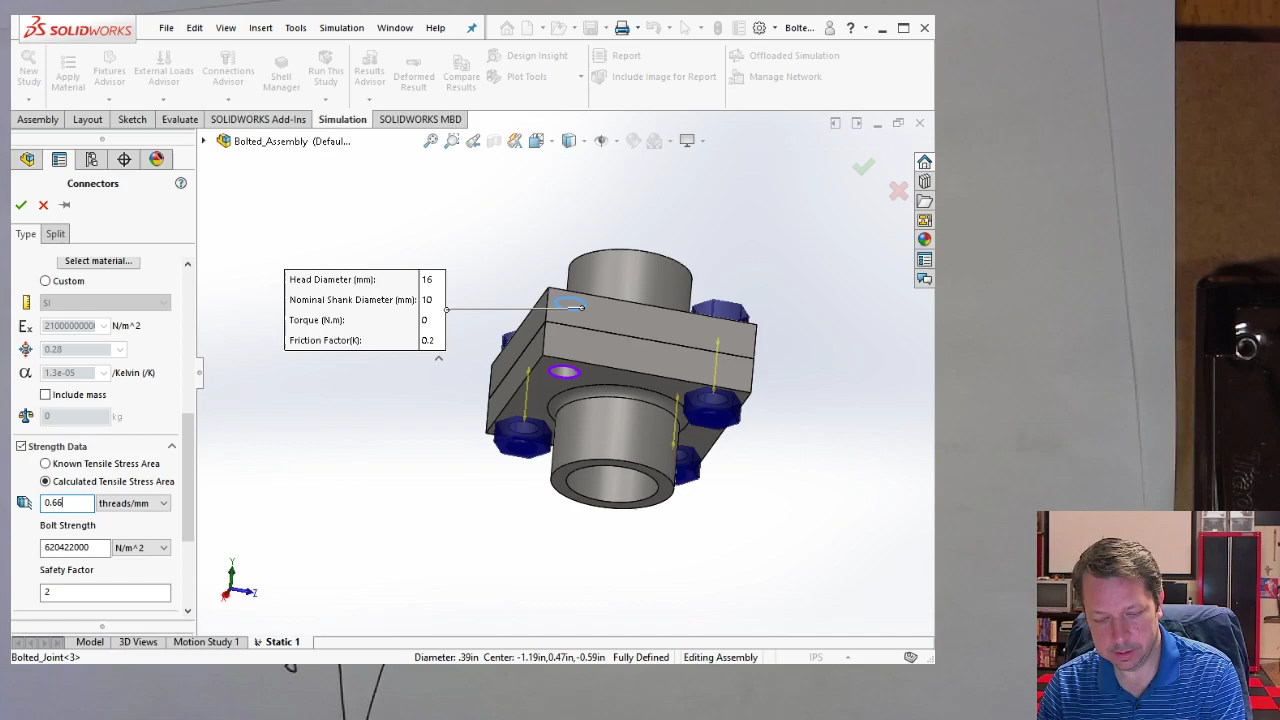 SOLIDWORKS File Edit View Insert Tools Simulation Window Help Bolte... ?
New Study Apply Material Fixtures Advisor External Loads Advisor Connections Advisor Shell Manager Run This Study Results Advisor Deformed Result Compare Results
Design Insight Report Offloaded Simulation
Plot Tools Include Image for Report Manage Network
Assembly Layout Sketch Evaluate SOLIDWORKS Add-Ins Simulation SOLIDWORKS MBD
Bolted_Assembly (Defaul...
Connectors ?
Type Split
Select material...
Custom
SI
Ex 2100000000 N/m^2
0.28
α 1.3e-05 /Kelvin (/K)
Include mass
0 kg
Strength Data
Known Tensile Stress Area
Calculated Tensile Stress Area
0.66 threads/mm
Bolt Strength
620422000 N/m^2
Safety Factor
2
Head Diameter (mm): 16
Nominal Shank Diameter (mm): 10
Torque (N.m): 0
Friction Factor(K): 0.2
Y
Z
X
Model 3D Views Motion Study 1 Static 1
Bolted_Joint<3> Diameter: .39in Center: -1.19in,0.47in,-0.59in Fully Defined Editing Assembly IPS